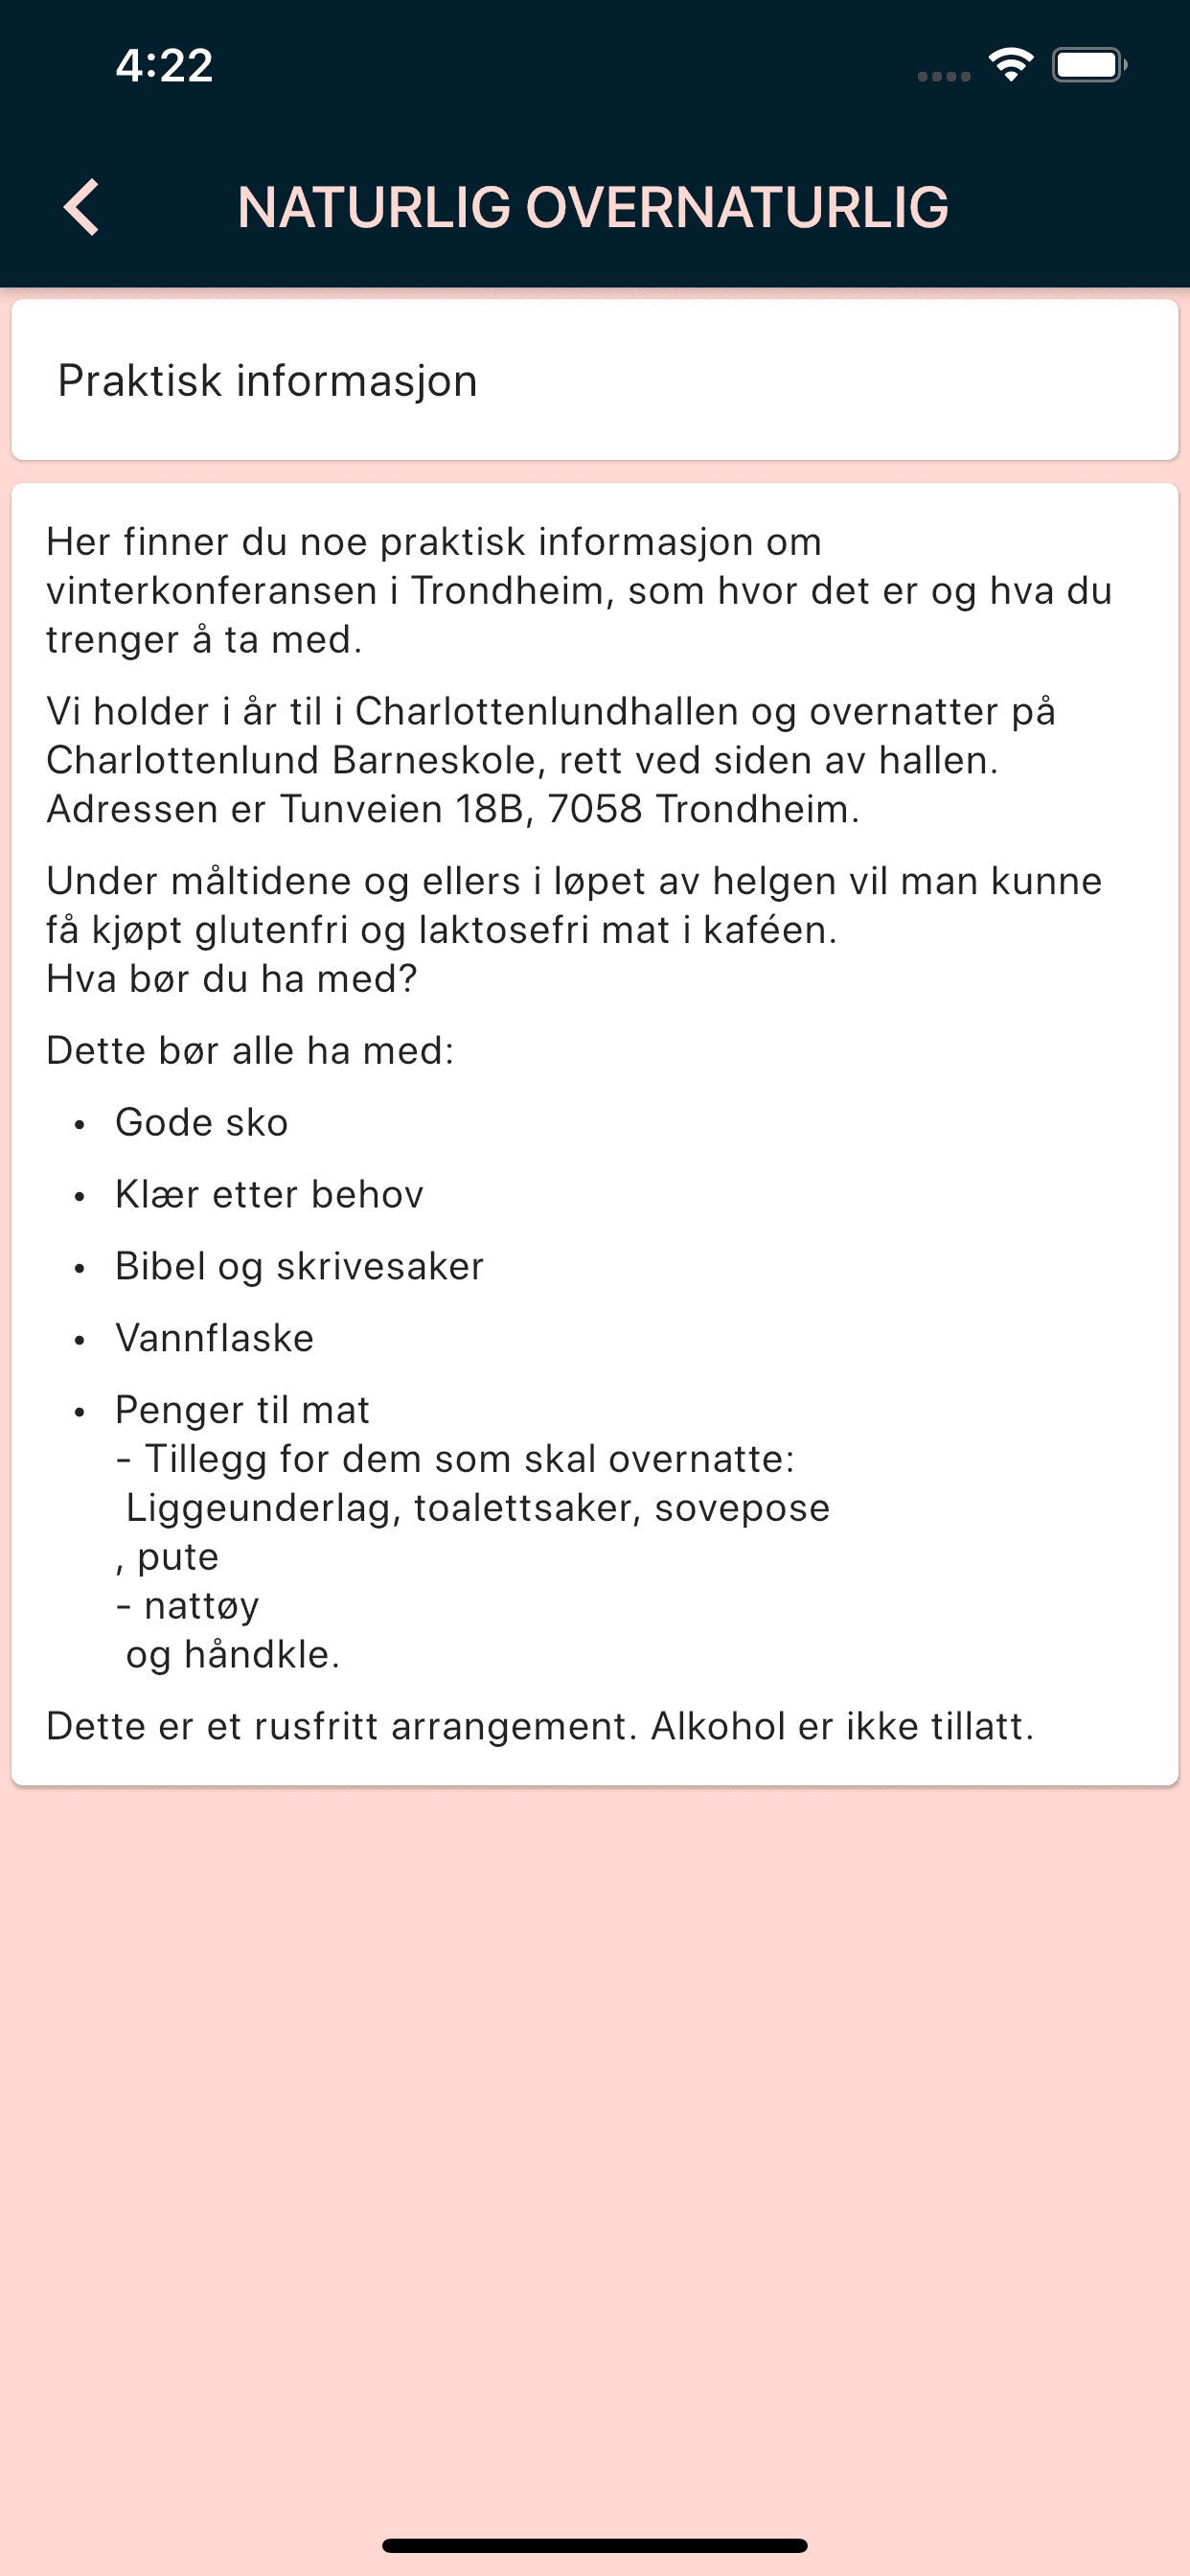 4:22
NATURLIG OVERNATURLIG
Praktisk informasjon
Her finner du noe praktisk informasjon om
vinterkonferansen i Trondheim, som hvor det er og hva du
trenger å ta med.
Vi holder i år til i Charlottenlundhallen og overnatter på
Charlottenlund Barneskole, rett ved siden av hallen.
Adressen er Tunveien 18B, 7058 Trondheim.
Under måltidene og ellers i løpet av helgen vil man kunne
få kjøpt glutenfri og laktosefri mat i kaféen.
Hva bør du ha med?
Dette bør alle ha med:
• Gode sko
• Klær etter behov
• Bibel og skrivesaker
• Vannflaske
• Penger til mat
- Tillegg for dem som skal overnatte:
Liggeunderlag, toalettsaker, sovepose
, pute
- nattøy
og håndkle.
Dette er et rusfritt arrangement. Alkohol er ikke tillatt.